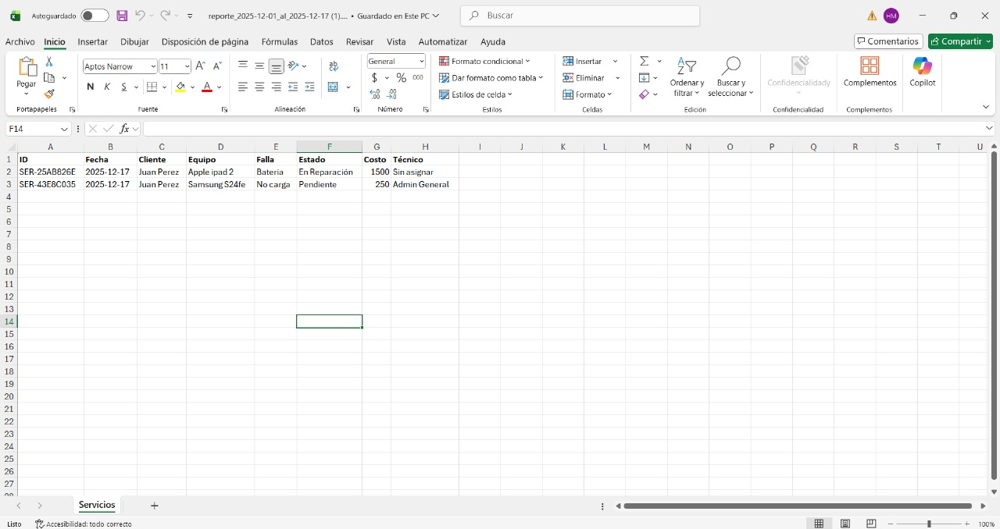 Autoguardado reporte_2025-12-01_al_2025-12-17 (1).... • Guardado en Este PC Buscar HM
Archivo Inicio Insertar Dibujar Disposición de página Fórmulas Datos Revisar Vista Automatizar Ayuda Comentarios Compartir
Pegar Aptos Narrow 11 General Formato condicional Insertar Ordenar y filtrar Buscar y seleccionar Confidencialidady Complementos Copilot
N K S % 000 Dar formato como tabla Eliminar
Estilos de celda Formato
Portapapeles Fuente Alineación Número Estilos Celdas Edición Confidencialidad Complementos
F14 fx
A B C D E F G H I J K L M N O P Q R S T U
1 ID Fecha Cliente Equipo Falla Estado Costo Técnico
2 SER-25AB826E 2025-12-17 Juan Perez Apple ipad 2 Bateria En Reparación 1500 Sin asignar
3 SER-43E8C035 2025-12-17 Juan Perez Samsung S24fe No carga Pendiente 250 Admin General
4
5
6
7
8
9
10
11
12
13
14
15
16
17
18
19
20
21
22
23
24
25
26
27
28
Servicios
Listo Accesibilidad: todo correcto 100%